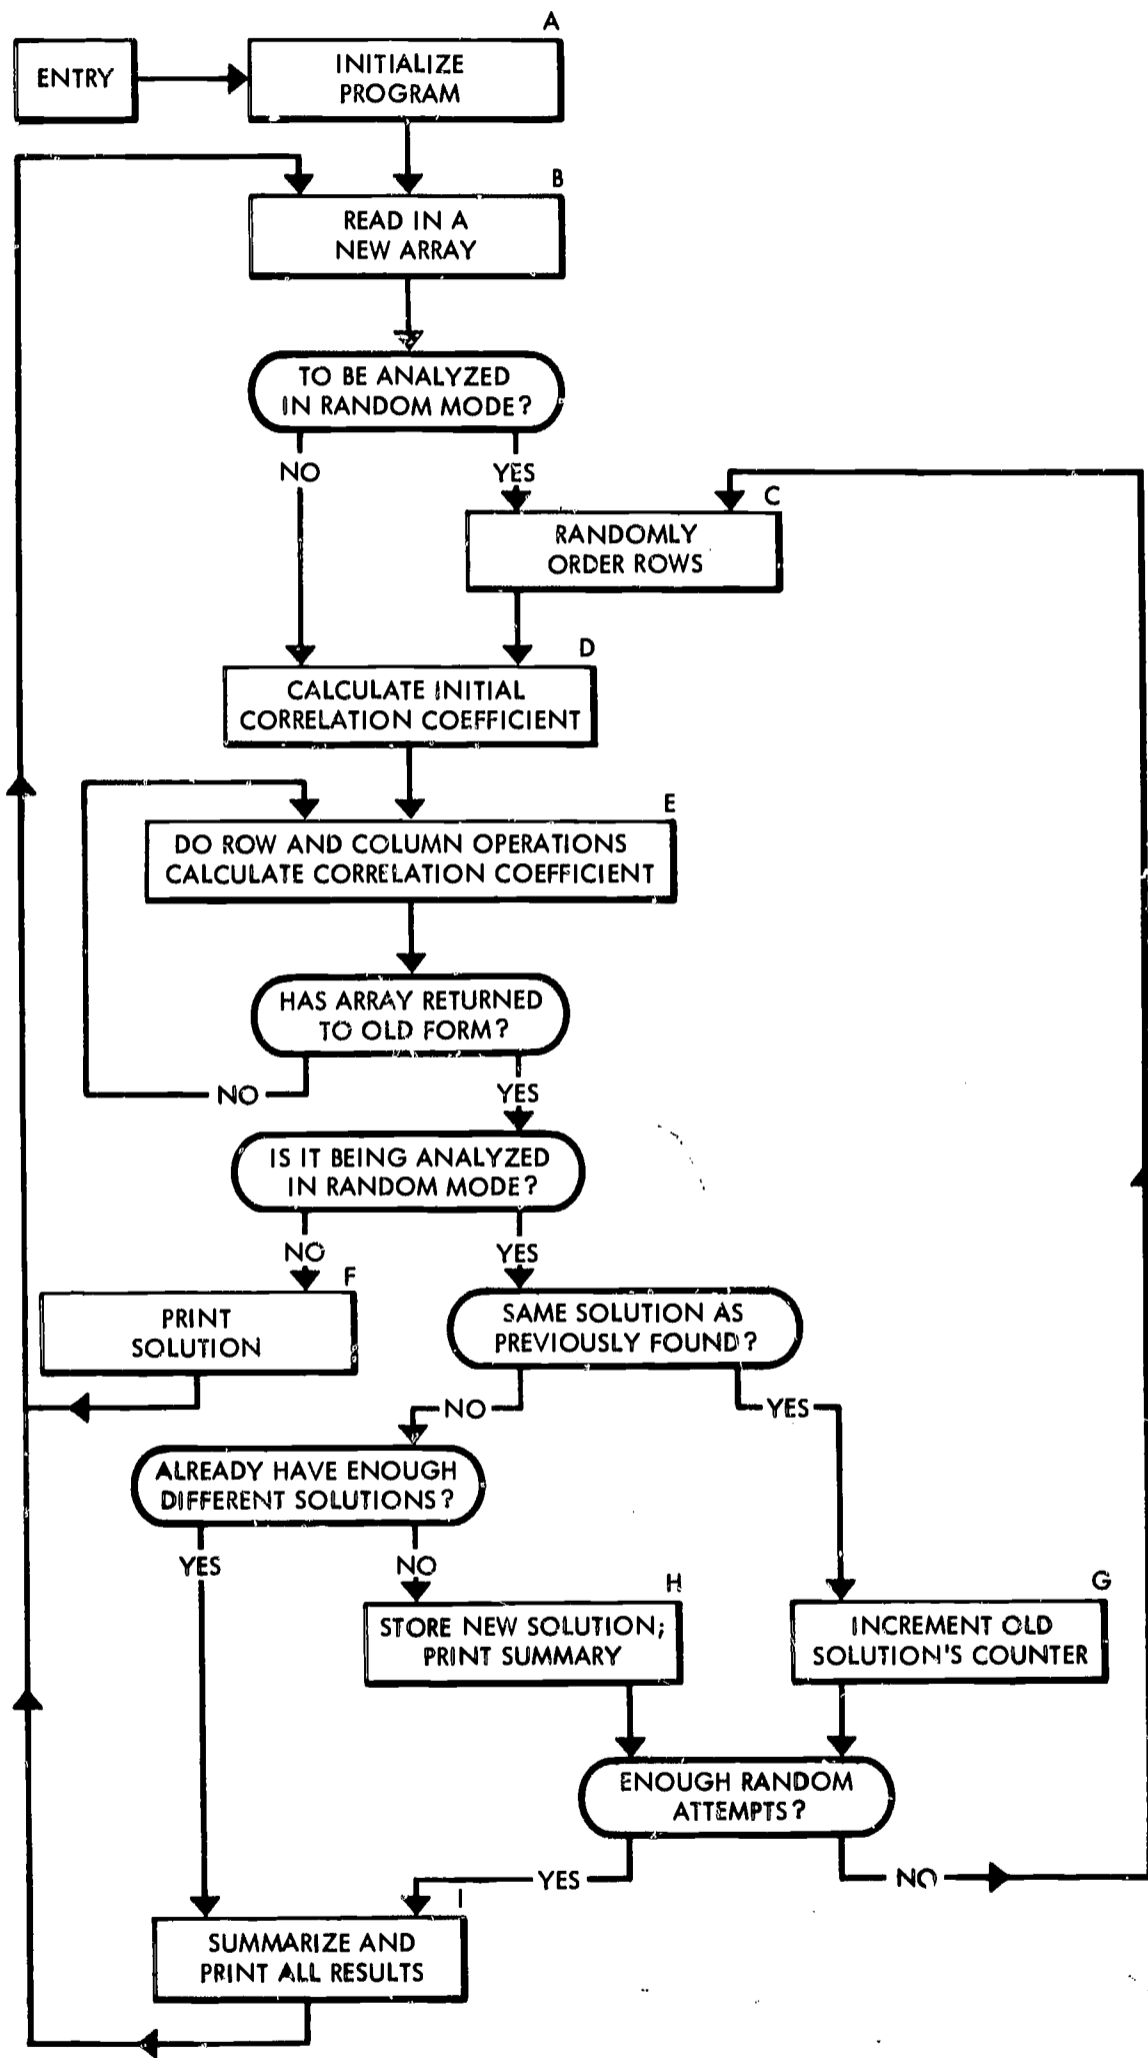 A
ENTRY
INITIALIZE
PROGRAM
B
READ IN A
NEW ARRAY
TO BE ANALYZED
IN RANDOM MODE?
NO
YES
C
RANDOMLY
ORDER ROWS
D
CALCULATE INITIAL
CORRELATION COEFFICIENT
E
DO ROW AND COLUMN OPERATIONS
CALCULATE CORRELATION COEFFICIENT
HAS ARRAY RETURNED
TO OLD FORM?
NO
YES
IS IT BEING ANALYZED
IN RANDOM MODE?
NO
YES
F
PRINT
SOLUTION
SAME SOLUTION AS
PREVIOUSLY FOUND?
NO
YES
ALREADY HAVE ENOUGH
DIFFERENT SOLUTIONS?
YES
NO
H
STORE NEW SOLUTION;
PRINT SUMMARY
G
INCREMENT OLD
SOLUTION'S COUNTER
ENOUGH RANDOM
ATTEMPTS?
YES
NO
I
SUMMARIZE AND
PRINT ALL RESULTS